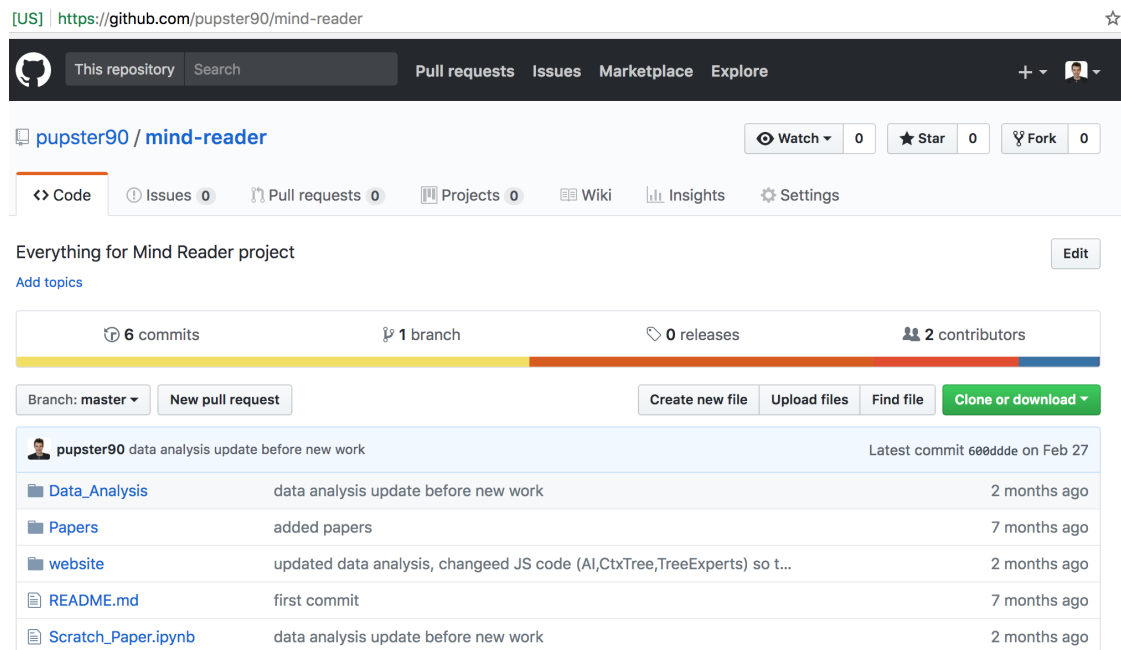 [US] https://github.com/pupster90/mind-reader
This repository Search Pull requests Issues Marketplace Explore
pupster90 / mind-reader Watch 0 Star 0 Fork 0
Code Issues 0 Pull requests 0 Projects 0 Wiki Insights Settings
Everything for Mind Reader project Edit
Add topics
6 commits 1 branch 0 releases 2 contributors
Branch: master New pull request Create new file Upload files Find file Clone or download
pupster90 data analysis update before new work Latest commit 600ddde on Feb 27
Data_Analysis data analysis update before new work 2 months ago
Papers added papers 7 months ago
website updated data analysis, changeed JS code (AI,CtxTree,TreeExperts) so t... 2 months ago
README.md first commit 7 months ago
Scratch_Paper.ipynb data analysis update before new work 2 months ago